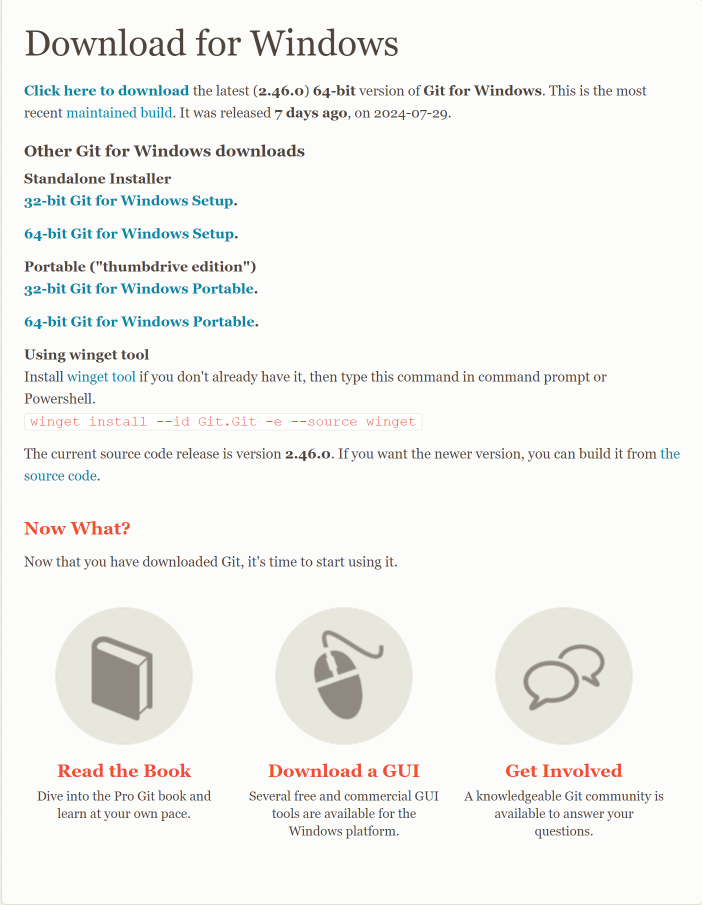 Download for Windows
Click here to download the latest (2.46.0) 64-bit version of Git for Windows. This is the most
recent maintained build. It was released 7 days ago, on 2024-07-29.
Other Git for Windows downloads
Standalone Installer
32-bit Git for Windows Setup.
64-bit Git for Windows Setup.
Portable ("thumbdrive edition")
32-bit Git for Windows Portable.
64-bit Git for Windows Portable.
Using winget tool
Install winget tool if you don't already have it, then type this command in command prompt or
Powershell.
winget install --id Git.Git -e --source winget
The current source code release is version 2.46.0. If you want the newer version, you can build it from the
source code.
Now What?
Now that you have downloaded Git, it's time to start using it.
Read the Book
Dive into the Pro Git book and
learn at your own pace.
Download a GUI
Several free and commercial GUI
tools are available for the
Windows platform.
Get Involved
A knowledgeable Git community is
available to answer your
questions.